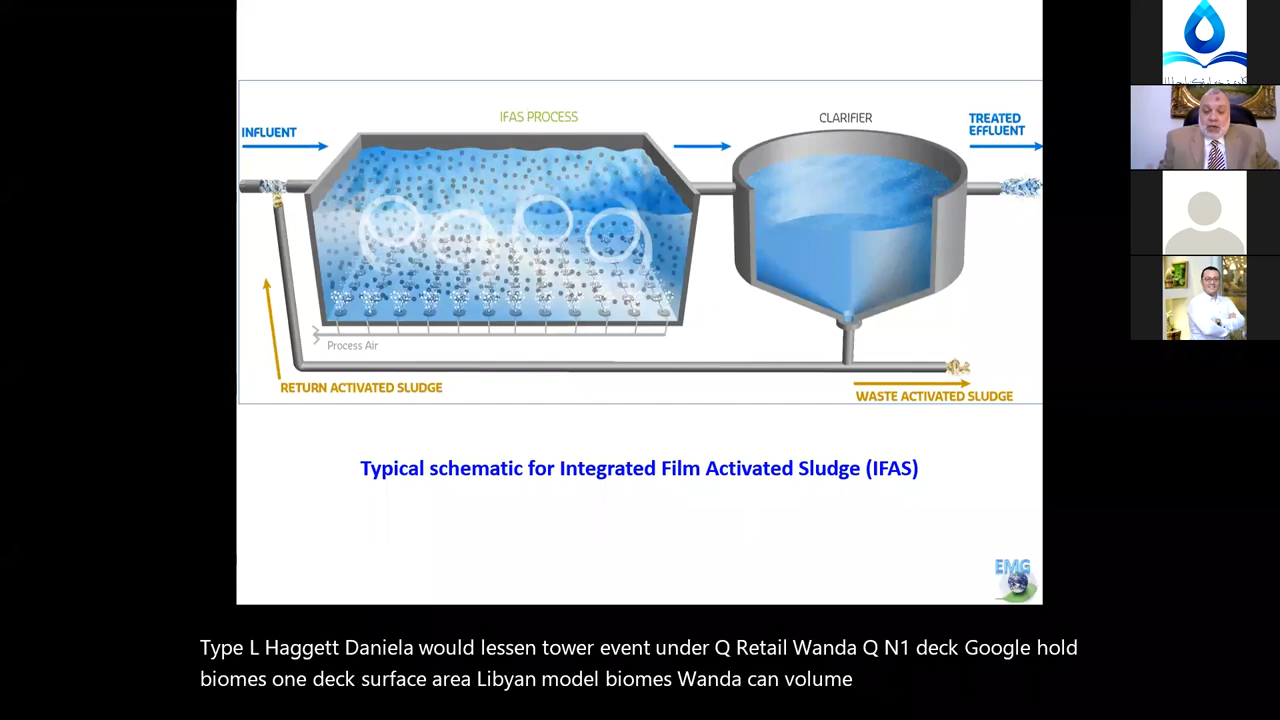 IFAS PROCESS
CLARIFIER
INFLUENT
TREATED
EFFLUENT
Process Air
RETURN ACTIVATED SLUDGE
WASTE ACTIVATED SLUDGE
Typical schematic for Integrated Film Activated Sludge (IFAS)
EMG
Type L Haggett Daniela would lessen tower event under Q Retail Wanda Q N1 deck Google hold
biomes one deck surface area Libyan model biomes Wanda can volume